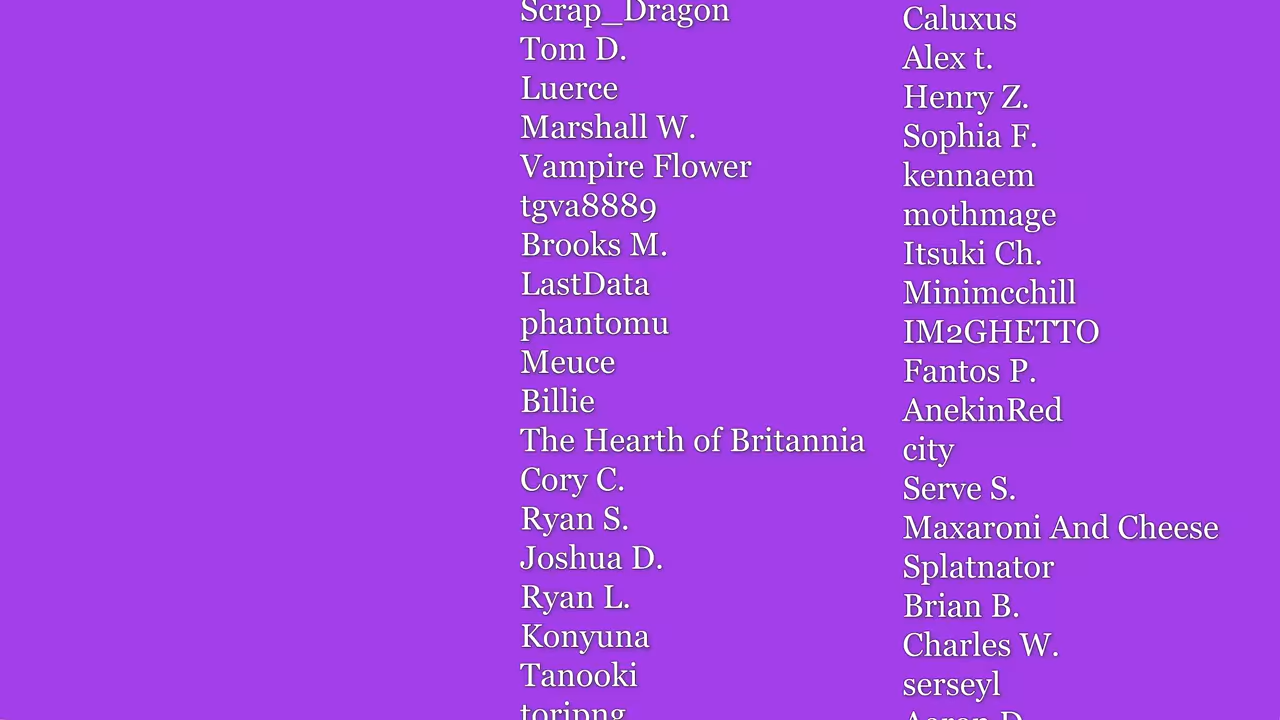 Scrap_Dragon
Tom D.
Luerce
Marshall W.
Vampire Flower
tgva8889
Brooks M.
LastData
phantomu
Meuce
Billie
The Hearth of Britannia
Cory C.
Ryan S.
Joshua D.
Ryan L.
Konyuna
Tanooki
toripng
Caluxus
Alex t.
Henry Z.
Sophia F.
kennaem
mothmage
Itsuki Ch.
Minimcchill
IM2GHETTO
Fantos P.
AnekinRed
city
Serve S.
Maxaroni And Cheese
Splatnator
Brian B.
Charles W.
serseyl
Aaron D.